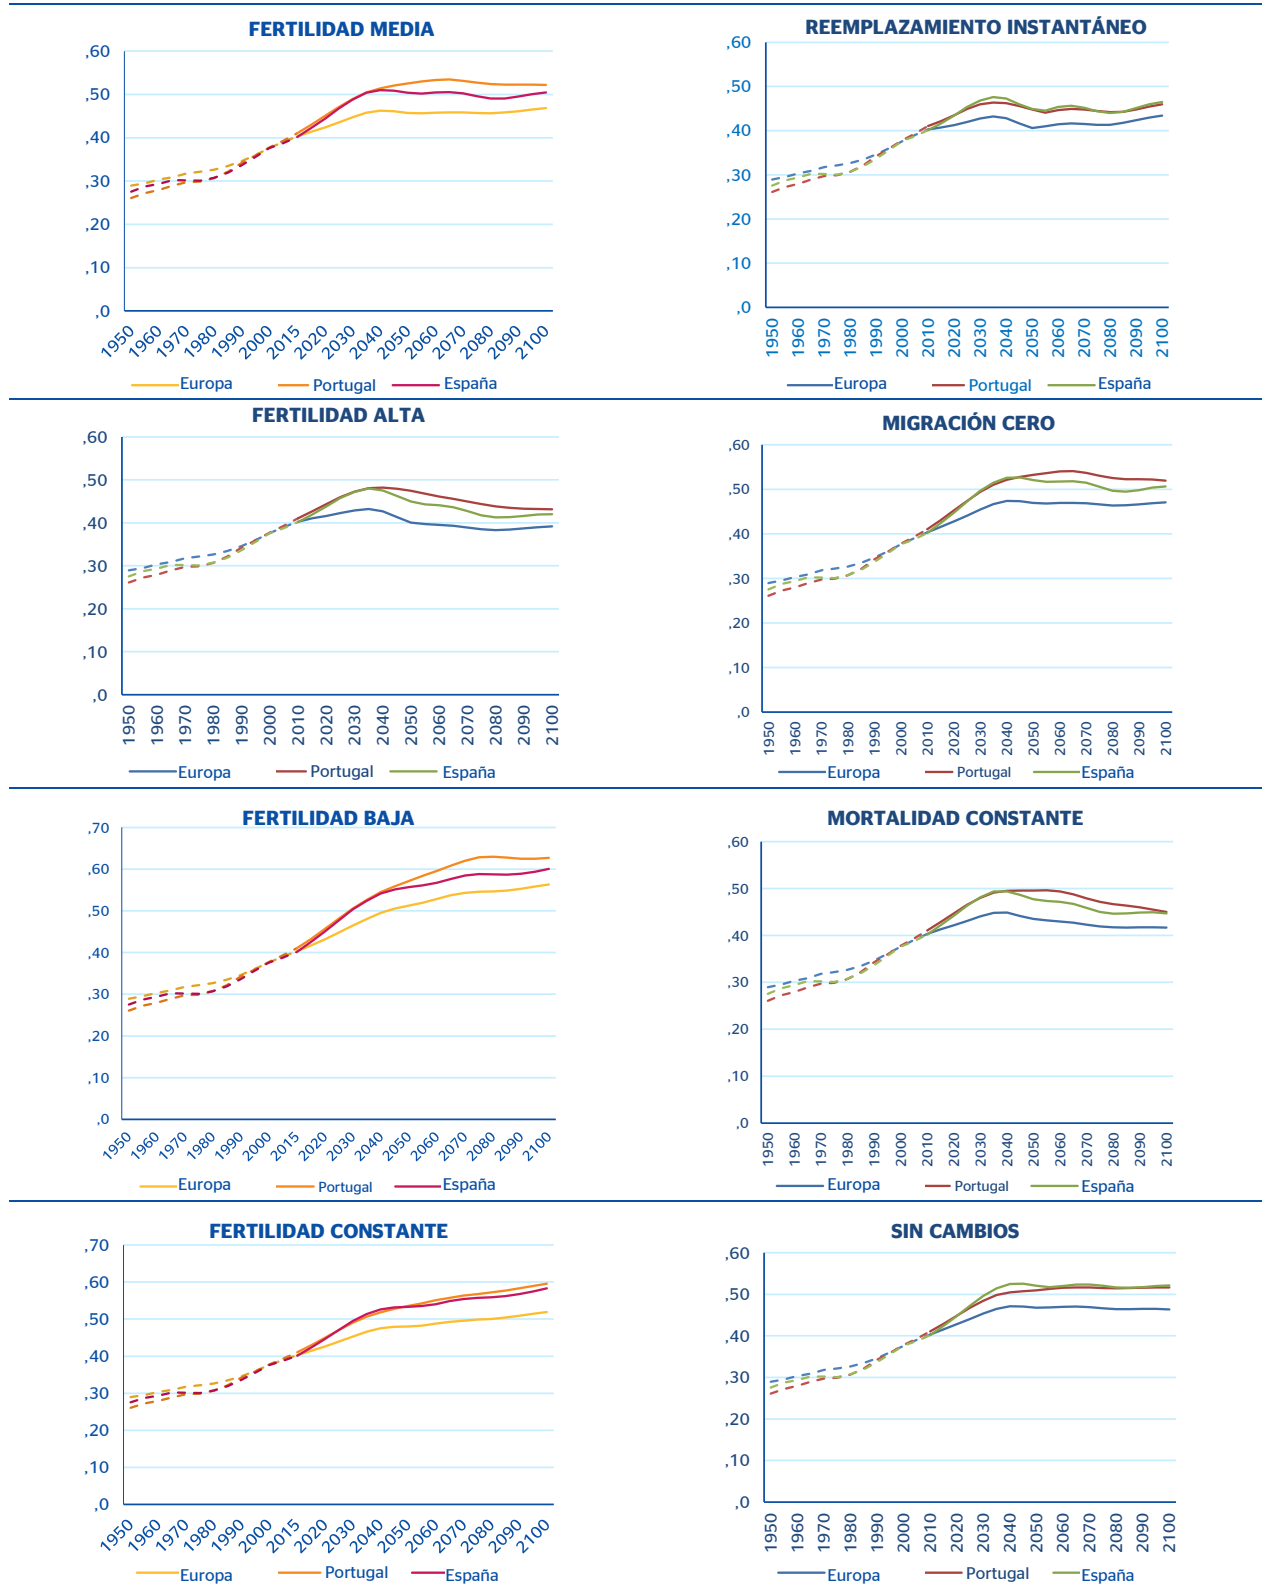 FERTILIDAD MEDIA
,60
,50
,40
,30
,20
,10
,0
1950 1960 1970 1980 1990 2000 2015 2020 2030 2040 2050 2060 2070 2080 2090 2100
Europa Portugal España
REEMPLAZAMIENTO INSTANTÁNEO
,60
,50
,40
,30
,20
,10
,0
1950 1960 1970 1980 1990 2000 2010 2020 2030 2040 2050 2060 2070 2080 2090 2100
Europa Portugal España
FERTILIDAD ALTA
,60
,50
,40
,30
,20
,10
,0
1950 1960 1970 1980 1990 2000 2010 2020 2030 2040 2050 2060 2070 2080 2090 2100
Europa Portugal España
MIGRACIÓN CERO
,60
,50
,40
,30
,20
,10
,0
1950 1960 1970 1980 1990 2000 2010 2020 2030 2040 2050 2060 2070 2080 2090 2100
Europa Portugal España
FERTILIDAD BAJA
,70
,60
,50
,40
,30
,20
,10
,0
1950 1960 1970 1980 1990 2000 2015 2020 2030 2040 2050 2060 2070 2080 2090 2100
Europa Portugal España
MORTALIDAD CONSTANTE
,60
,50
,40
,30
,20
,10
,0
1950 1960 1970 1980 1990 2000 2010 2020 2030 2040 2050 2060 2070 2080 2090 2100
Europa Portugal España
FERTILIDAD CONSTANTE
,70
,60
,50
,40
,30
,20
,10
,0
1950 1960 1970 1980 1990 2000 2015 2020 2030 2040 2050 2060 2070 2080 2090 2100
Europa Portugal España
SIN CAMBIOS
,60
,50
,40
,30
,20
,10
,0
1950 1960 1970 1980 1990 2000 2010 2020 2030 2040 2050 2060 2070 2080 2090 2100
Europa Portugal España